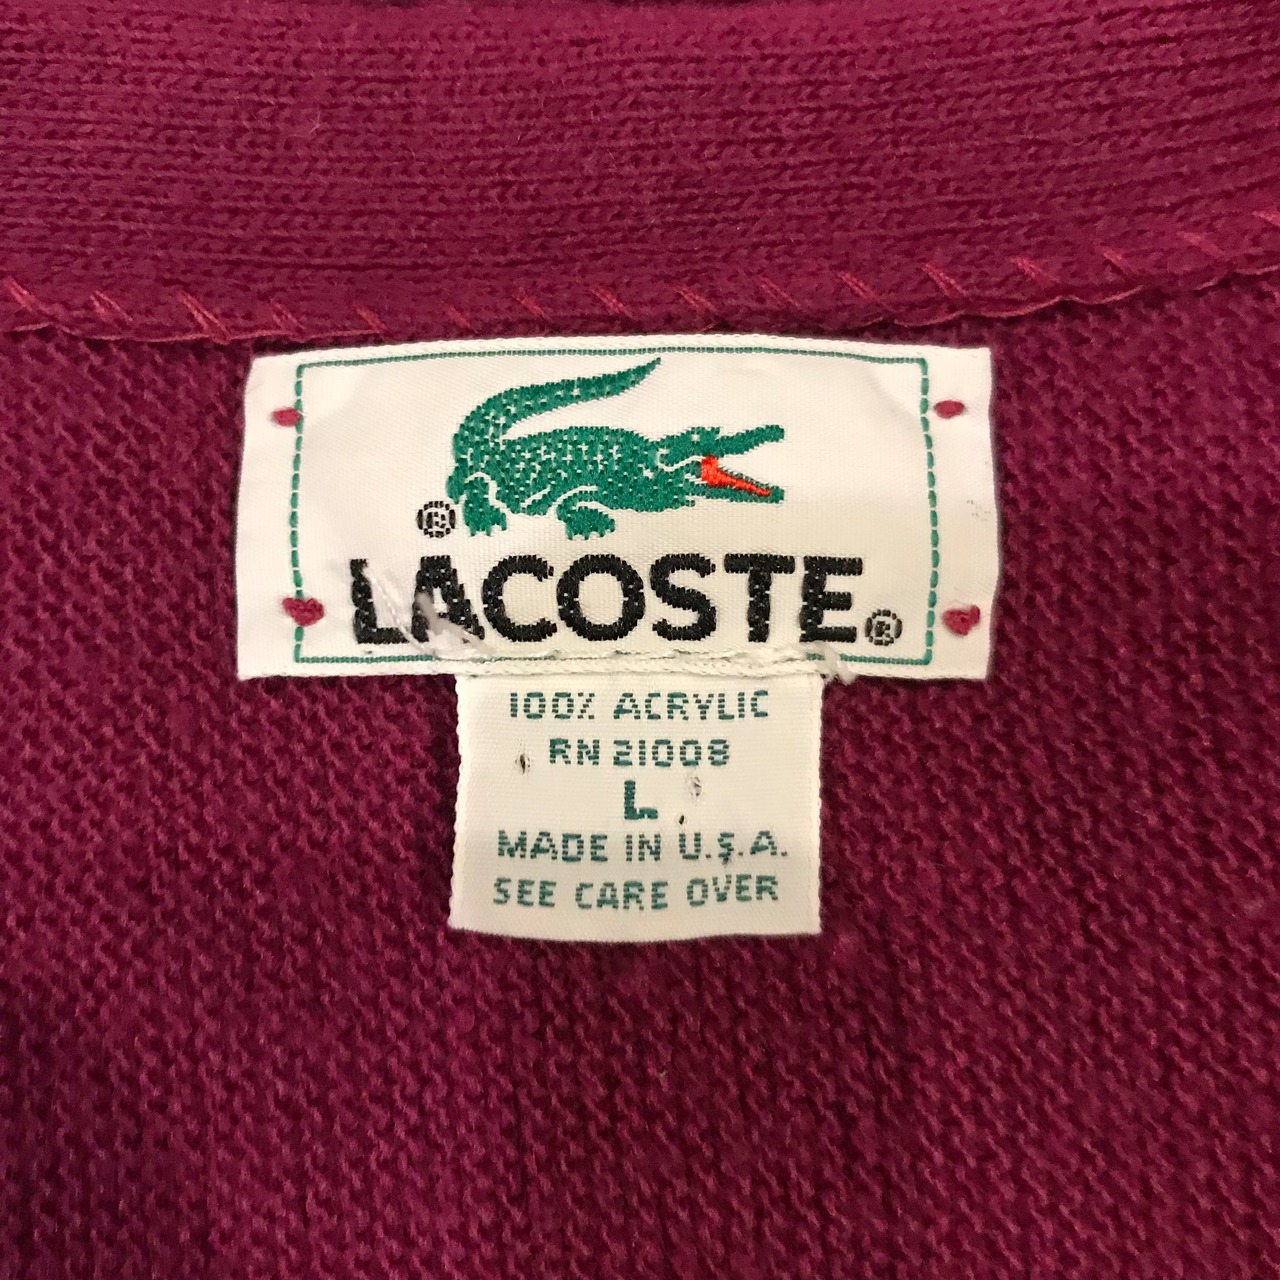 ®
LACOSTE®
100% ACRYLIC
RN 21008
L
MADE IN U.S.A.
SEE CARE OVER